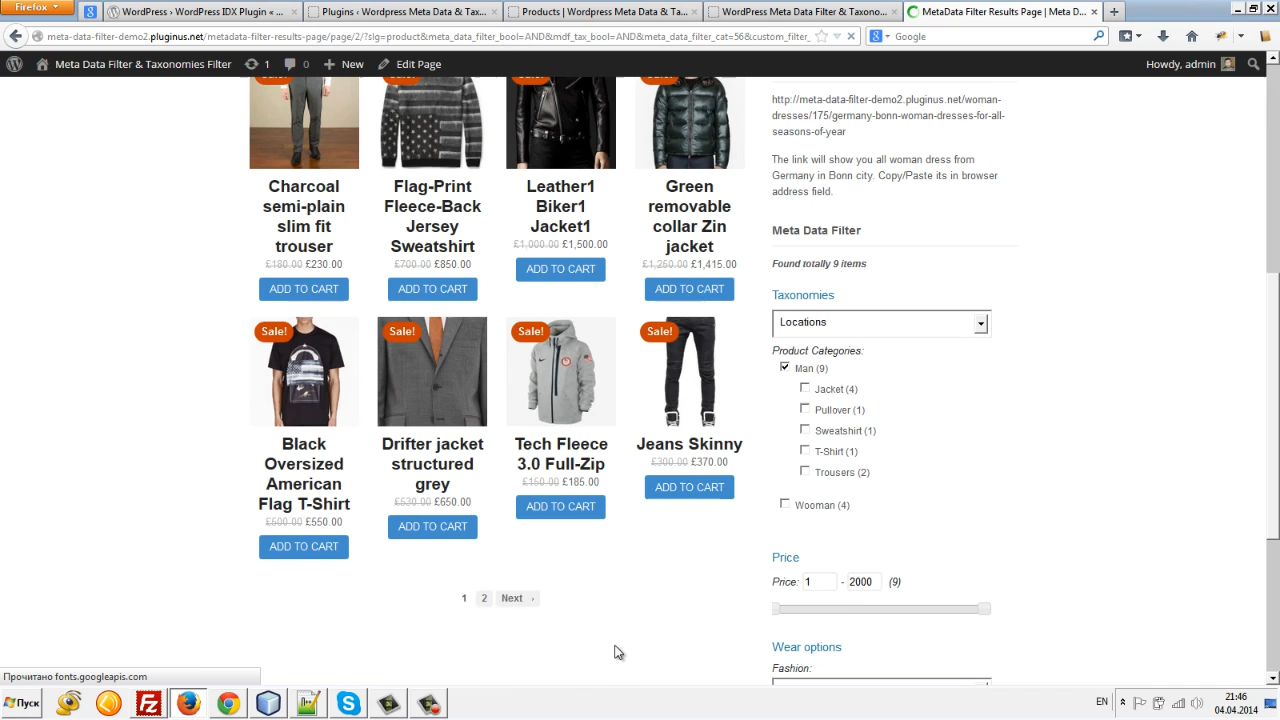 Firefox
WordPress › WordPress IDX Plugin «...
Plugins ‹ Wordpress Meta Data & Tax...
Products | Wordpress Meta Data & Ta...
WordPress Meta Data Filter & Taxonomi...
MetaData Filter Results Page | Meta D...
meta-data-filter-demo2.pluginus.net/metadata-filter-results-page/page/2/?slg=product&meta_data_filter_bool=AND&mdf_tax_bool=AND&meta_data_filter_cat=56&custom_filter_
Google
Meta Data Filter & Taxonomies Filter
1
0
New
Edit Page
Howdy, admin
Sale!
Sale!
Sale!
Sale!
http://meta-data-filter-demo2.pluginus.net/woman-
dresses/175/germany-bonn-woman-dresses-for-all-
seasons-of-year
The link will show you all woman dress from
Germany in Bonn city. Copy/Paste its in browser
address field.
Charcoal
semi-plain
slim fit
trouser
£180.00 £230.00
ADD TO CART
Flag-Print
Fleece-Back
Jersey
Sweatshirt
£700.00 £850.00
ADD TO CART
Leather1
Biker1
Jacket1
£1,000.00 £1,500.00
ADD TO CART
Green
removable
collar Zin
jacket
£1,250.00 £1,415.00
ADD TO CART
Meta Data Filter
Found totally 9 items
Taxonomies
Locations
Product Categories:
Man (9)
Jacket (4)
Pullover (1)
Sweatshirt (1)
T-Shirt (1)
Trousers (2)
Wooman (4)
Sale!
Black
Oversized
American
Flag T-Shirt
£500.00 £550.00
ADD TO CART
Sale!
Drifter jacket
structured
grey
£530.00 £650.00
ADD TO CART
Sale!
Tech Fleece
3.0 Full-Zip
£150.00 £185.00
ADD TO CART
Sale!
Jeans Skinny
£300.00 £370.00
ADD TO CART
Price
Price: 1 - 2000 (9)
1 2 Next ›
Wear options
Fashion:
Прочитано fonts.googleapis.com
Пуск
EN
21:46
04.04.2014